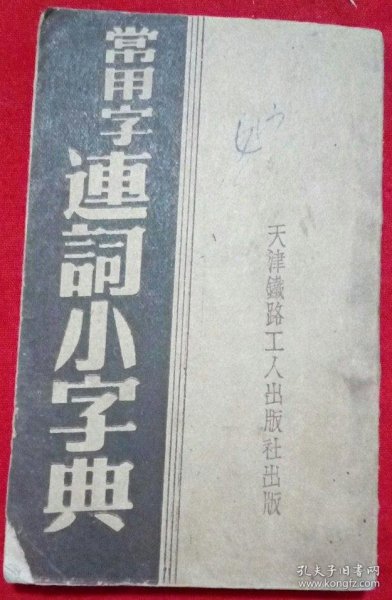 常用字
連詞小字典
天津鐵路工人出版社出版
孔夫子旧书网
kongfz.com